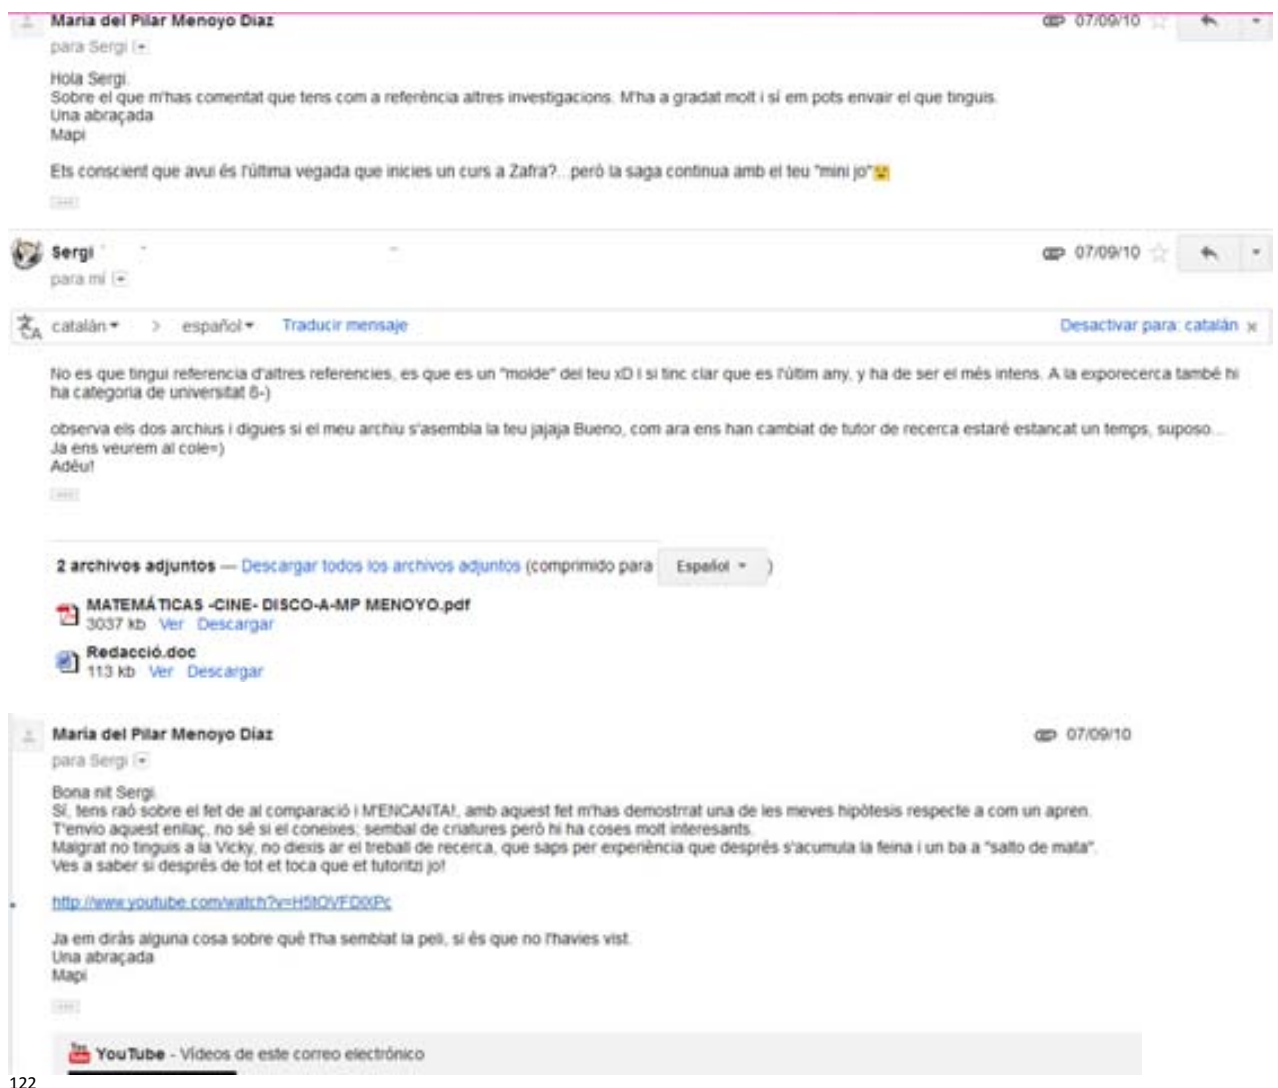 María del Pilar Menoyo Díaz 07/09/10
para Sergi
Hola Sergi.
Sobre el que m'has comentat que tens com a referència altres investigacions. M'ha a gradat molt i sí em pots envair el que tinguis.
Una abraçada
Mapi
Ets conscient que avui és l'última vegada que inicies un curs a Zafra?...però la saga continua amb el teu "mini jo"
Sergi 07/09/10
para mí
catalán > español Traducir mensaje Desactivar para: catalán x
No es que tingui referencia d'altres referencies, es que es un "molde" del teu xD I si tinc clar que es l'últim any, y ha de ser el més intens. A la exporecerca també hi
ha categoria de universitat 8-)
observa els dos archius i digues si el meu archiu s'asembla la teu jajaja Bueno, com ara ens han cambiat de tutor de recerca estaré estancat un temps, suposo...
Ja ens veurem al cole=)
Adéu!
2 archivos adjuntos — Descargar todos los archivos adjuntos (comprimido para Español )
MATEMÁTICAS -CINE- DISCO-A-MP MENOYO.pdf
3037 kb Ver Descargar
Redacció.doc
113 kb Ver Descargar
María del Pilar Menoyo Díaz 07/09/10
para Sergi
Bona nit Sergi.
Sí, tens raó sobre el fet de al comparació i M'ENCANTA!, amb aquest fet m'has demostrrat una de les meves hipòtesis respecte a com un apren.
T'envio aquest enllaç, no sé si el coneixes; sembal de criatures però hi ha coses molt interesants.
Malgrat no tinguis a la Vicky, no diexis ar el treball de recerca, que saps per experiència que després s'acumula la feina i un ba a "salto de mata".
Ves a saber si després de tot et toca que et tutoritzi jo!
Ja em diràs alguna cosa sobre què t'ha semblat la peli, si és que no l'havies vist.
Una abraçada
Mapi
YouTube - Vídeos de este correo electrónico
122